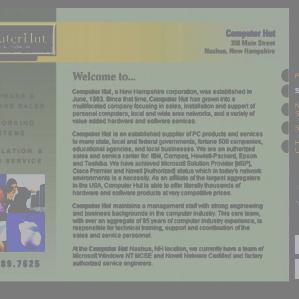 Computer Hut
Main Street
Nashua, New Hampshire
Welcome to...
Computer Hut, a New Hampshire corporation, was established in
June, 1983. Since that time, Computer Hut has grown into a
multifaceted company focusing in sales, installation and support of
personal computers, local and wide area networks, and a variety of
value added hardware and software services.
Computer Hut is an established supplier of PC products and services
to many state, local and federal governments, fortune 500 companies,
educational agencies, and local businesses. We are an authorized
sales and service center for IBM, Compaq, Hewlett-Packard, Epson
and Toshiba. We have achieved Microsoft Solution Provider
Cisco Premier and Novell status which in today's network
environments is a necessity. As an affiliate of the largest aggregators
in the USA, Computer Hut is able to offer literally thousands of
hardware and software products at very competitive prices.
Computer Hut maintains a management staff with strong engineering
and business backgrounds in the computer industry. This core team,
with over an aggregate of 95 years of computer industry experience, is
responsible for technical training, support and coordination of the
sales and service personnel.
At the Computer Hut Nashua, NH location, we currently have a team of
Microsoft Windows NT MCSE and Novell Netware Certified and factory
authorized service engineers.
uterHut
ARE SALES
ORKING
TEMS
LATION &
SERVICE
89.7625